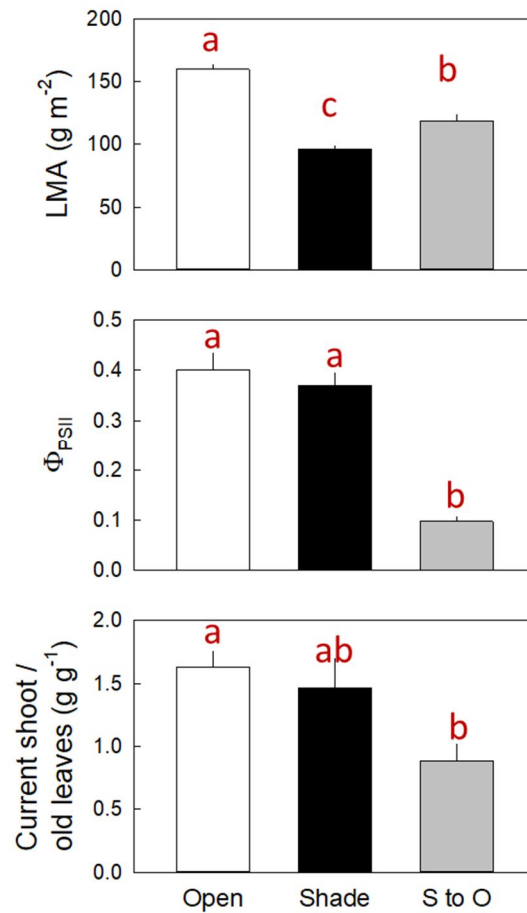 200
150
100
50
0
LMA (g m⁻²)
a
c
b
0.5
0.4
0.3
0.2
0.1
0.0
Φ_PSII
a
a
b
2.0
1.5
1.0
0.5
0.0
Current shoot /
old leaves (g g⁻¹)
a
ab
b
Open Shade S to O